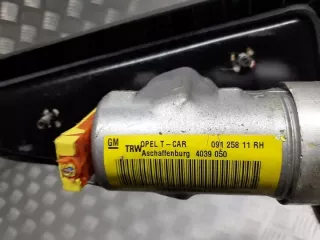 GM
OPEL T-CAR 091 258 11 RH
TRW Aschaffenburg 4039 050